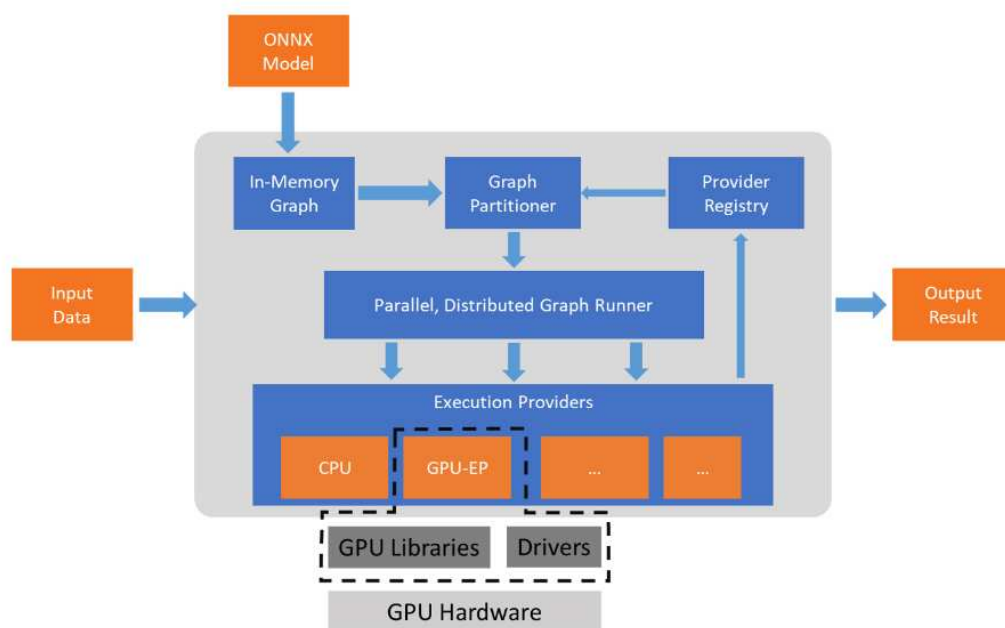 ONNX
Model
In-Memory
Graph
Graph
Partitioner
Provider
Registry
Input
Data
Parallel, Distributed Graph Runner
Output
Result
Execution Providers
CPU
GPU-EP
...
...
GPU Libraries
Drivers
GPU Hardware